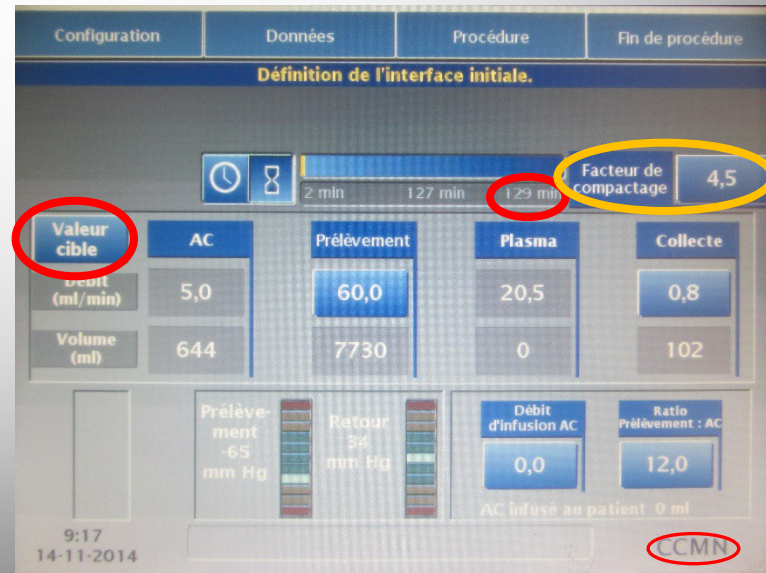 Configuration Données Procédure Fin de procédure
Définition de l'interface initiale.
Facteur de
compactage 4,5
2 min 127 min 129 min
Valeur
cible AC Prélèvement Plasma Collecte
Débit
(ml/min) 5,0 60,0 20,5 0,8
Volume
(ml) 644 7730 0 102
Prélève-
ment
-65
mm Hg
Retour
34
mm Hg
Débit
d'infusion AC
0,0
Ratio
Prélèvement : AC
12,0
AC infusé au patient 0 ml
9:17
14-11-2014
CCMN